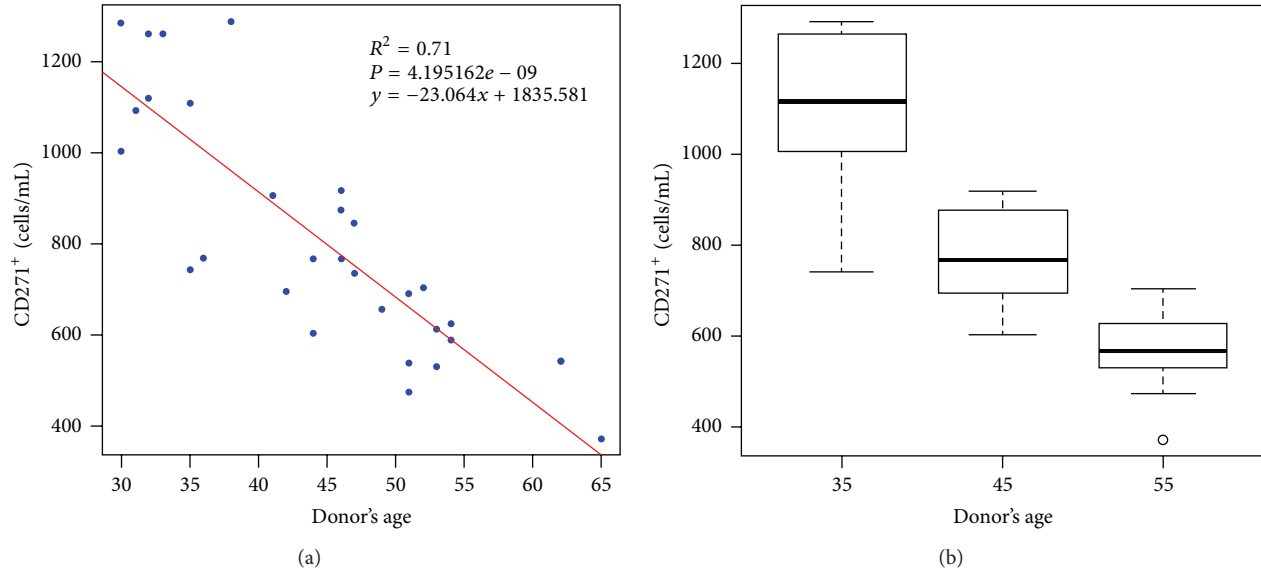 R² = 0.71
P = 4.195162e − 09
y = −23.064x + 1835.581
CD271⁺ (cells/mL)
1200
1000
800
600
400
30 35 40 45 50 55 60 65
Donor's age
(a)
CD271⁺ (cells/mL)
1200
1000
800
600
400
35 45 55
Donor's age
(b)